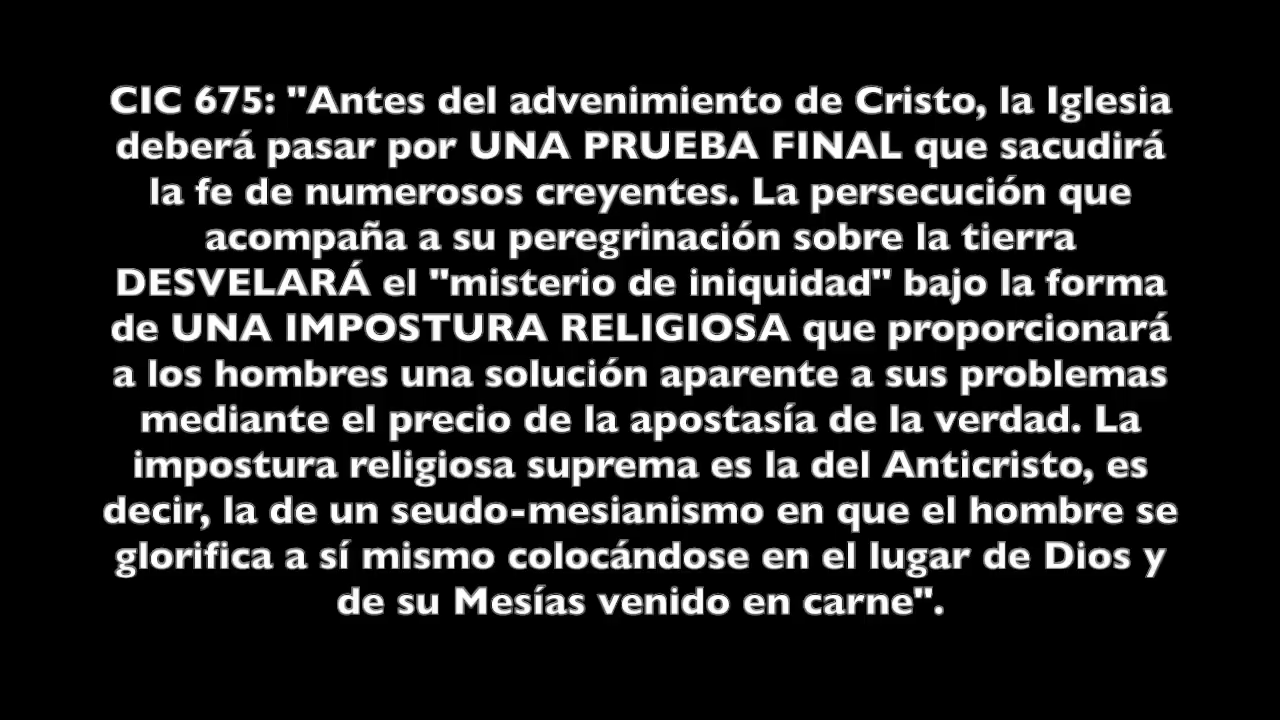 CIC 675: "Antes del advenimiento de Cristo, la Iglesia
deberá pasar por UNA PRUEBA FINAL que sacudirá
la fe de numerosos creyentes. La persecución que
acompaña a su peregrinación sobre la tierra
DESVELARÁ el "misterio de iniquidad" bajo la forma
de UNA IMPOSTURA RELIGIOSA que proporcionará
a los hombres una solución aparente a sus problemas
mediante el precio de la apostasía de la verdad. La
impostura religiosa suprema es la del Anticristo, es
decir, la de un seudo-mesianismo en que el hombre se
glorifica a sí mismo colocándose en el lugar de Dios y
de su Mesías venido en carne".